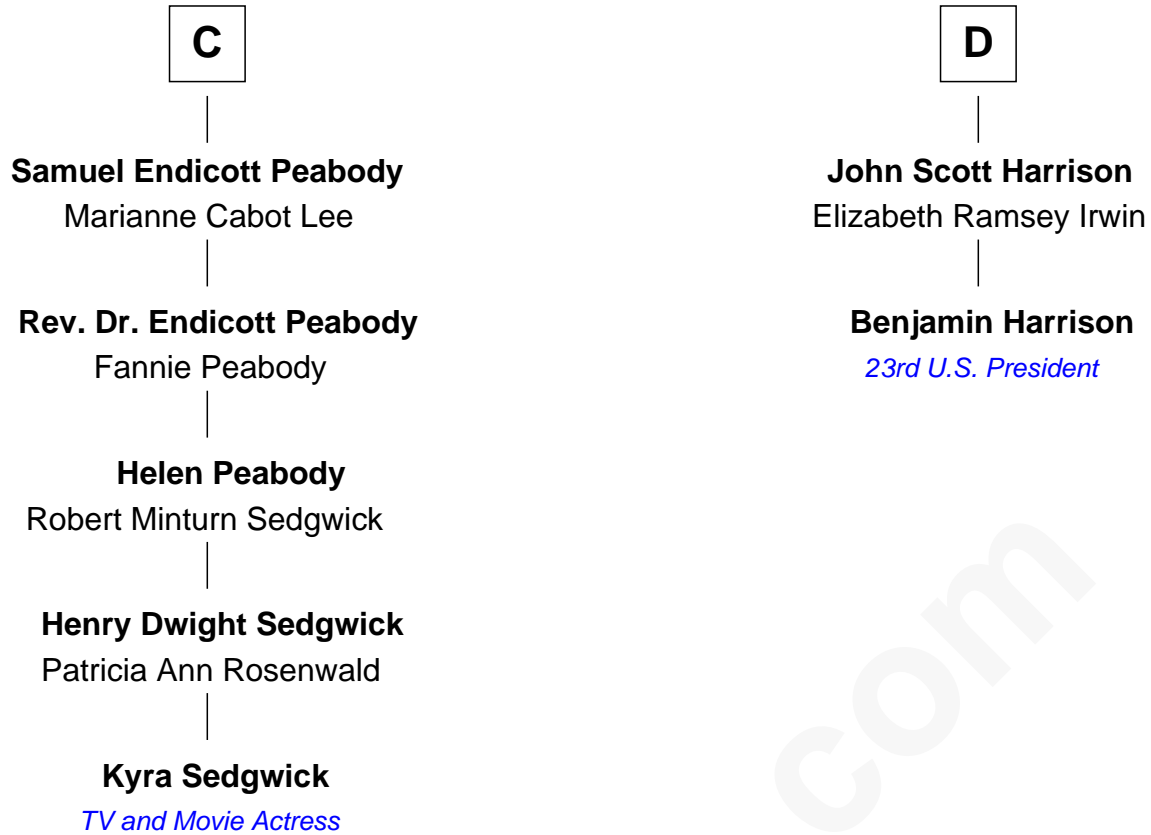 C
Samuel Endicott Peabody
Marianne Cabot Lee
Rev. Dr. Endicott Peabody
Fannie Peabody
Helen Peabody
Robert Minturn Sedgwick
Henry Dwight Sedgwick
Patricia Ann Rosenwald
Kyra Sedgwick
TV and Movie Actress
D
John Scott Harrison
Elizabeth Ramsey Irwin
Benjamin Harrison
23rd U.S. President
com